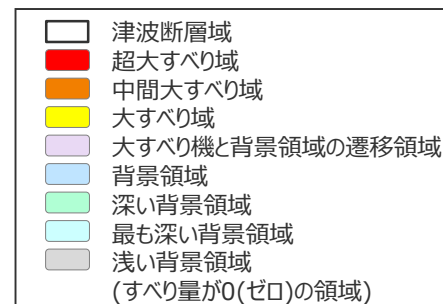 津波断層域
超大すべり域
中間大すべり域
大すべり域
大すべり機と背景領域の遷移領域
背景領域
深い背景領域
最も深い背景領域
浅い背景領域
(すべり量が0(ゼロ)の領域)